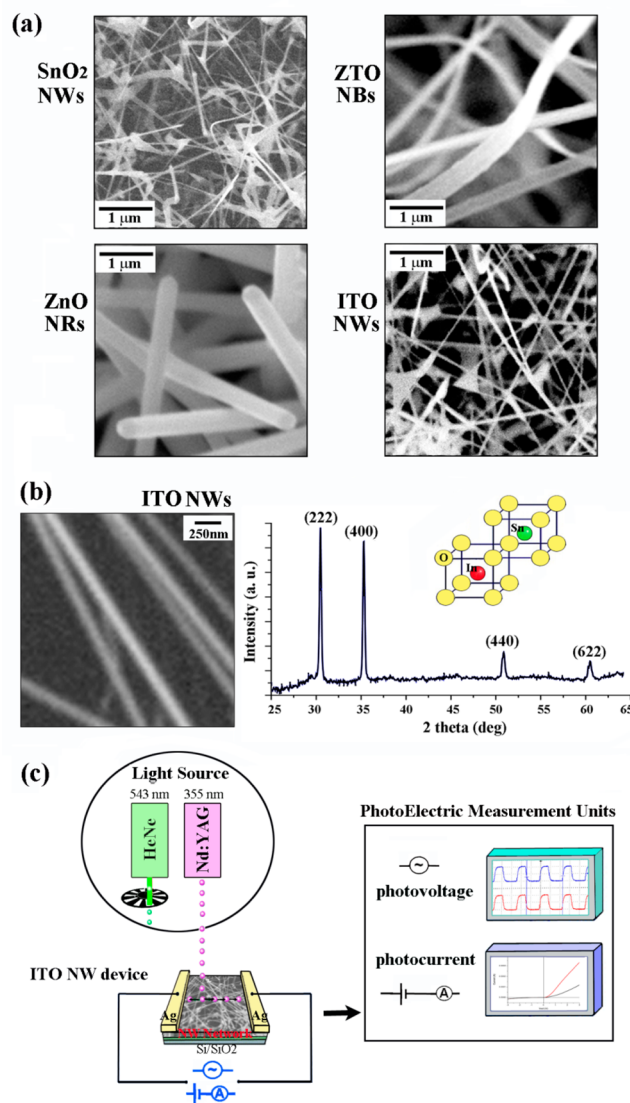 (a)
SnO2
NWs
1 μm
ZTO
NBs
1 μm
ZnO
NRs
1 μm
ITO
NWs
1 μm
(b)
ITO NWs
250nm
(222)
(400)
(440)
(622)
Sn
O
In
Intensity (a. u.)
25 30 35 40 45 50 55 60 65
2 theta (deg)
(c)
Light Source
543 nm 355 nm
HeNe
Nd:YAG
ITO NW device
Ag
Ag
NW Network
Si/SiO2
A
PhotoElectric Measurement Units
photovoltage
photocurrent
A